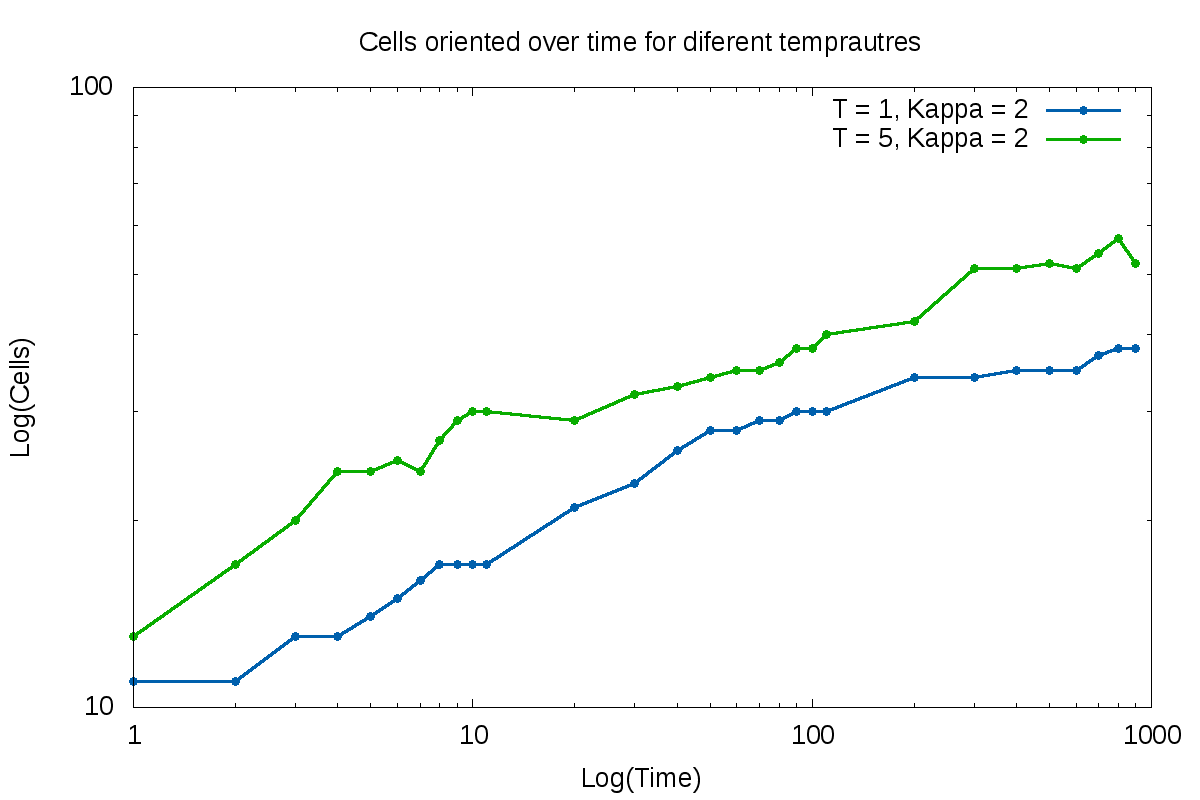 Cells oriented over time for diferent temprautres
100
T = 1, Kappa = 2
T = 5, Kappa = 2
Log(Cells)
10
1 10 100 1000
Log(Time)